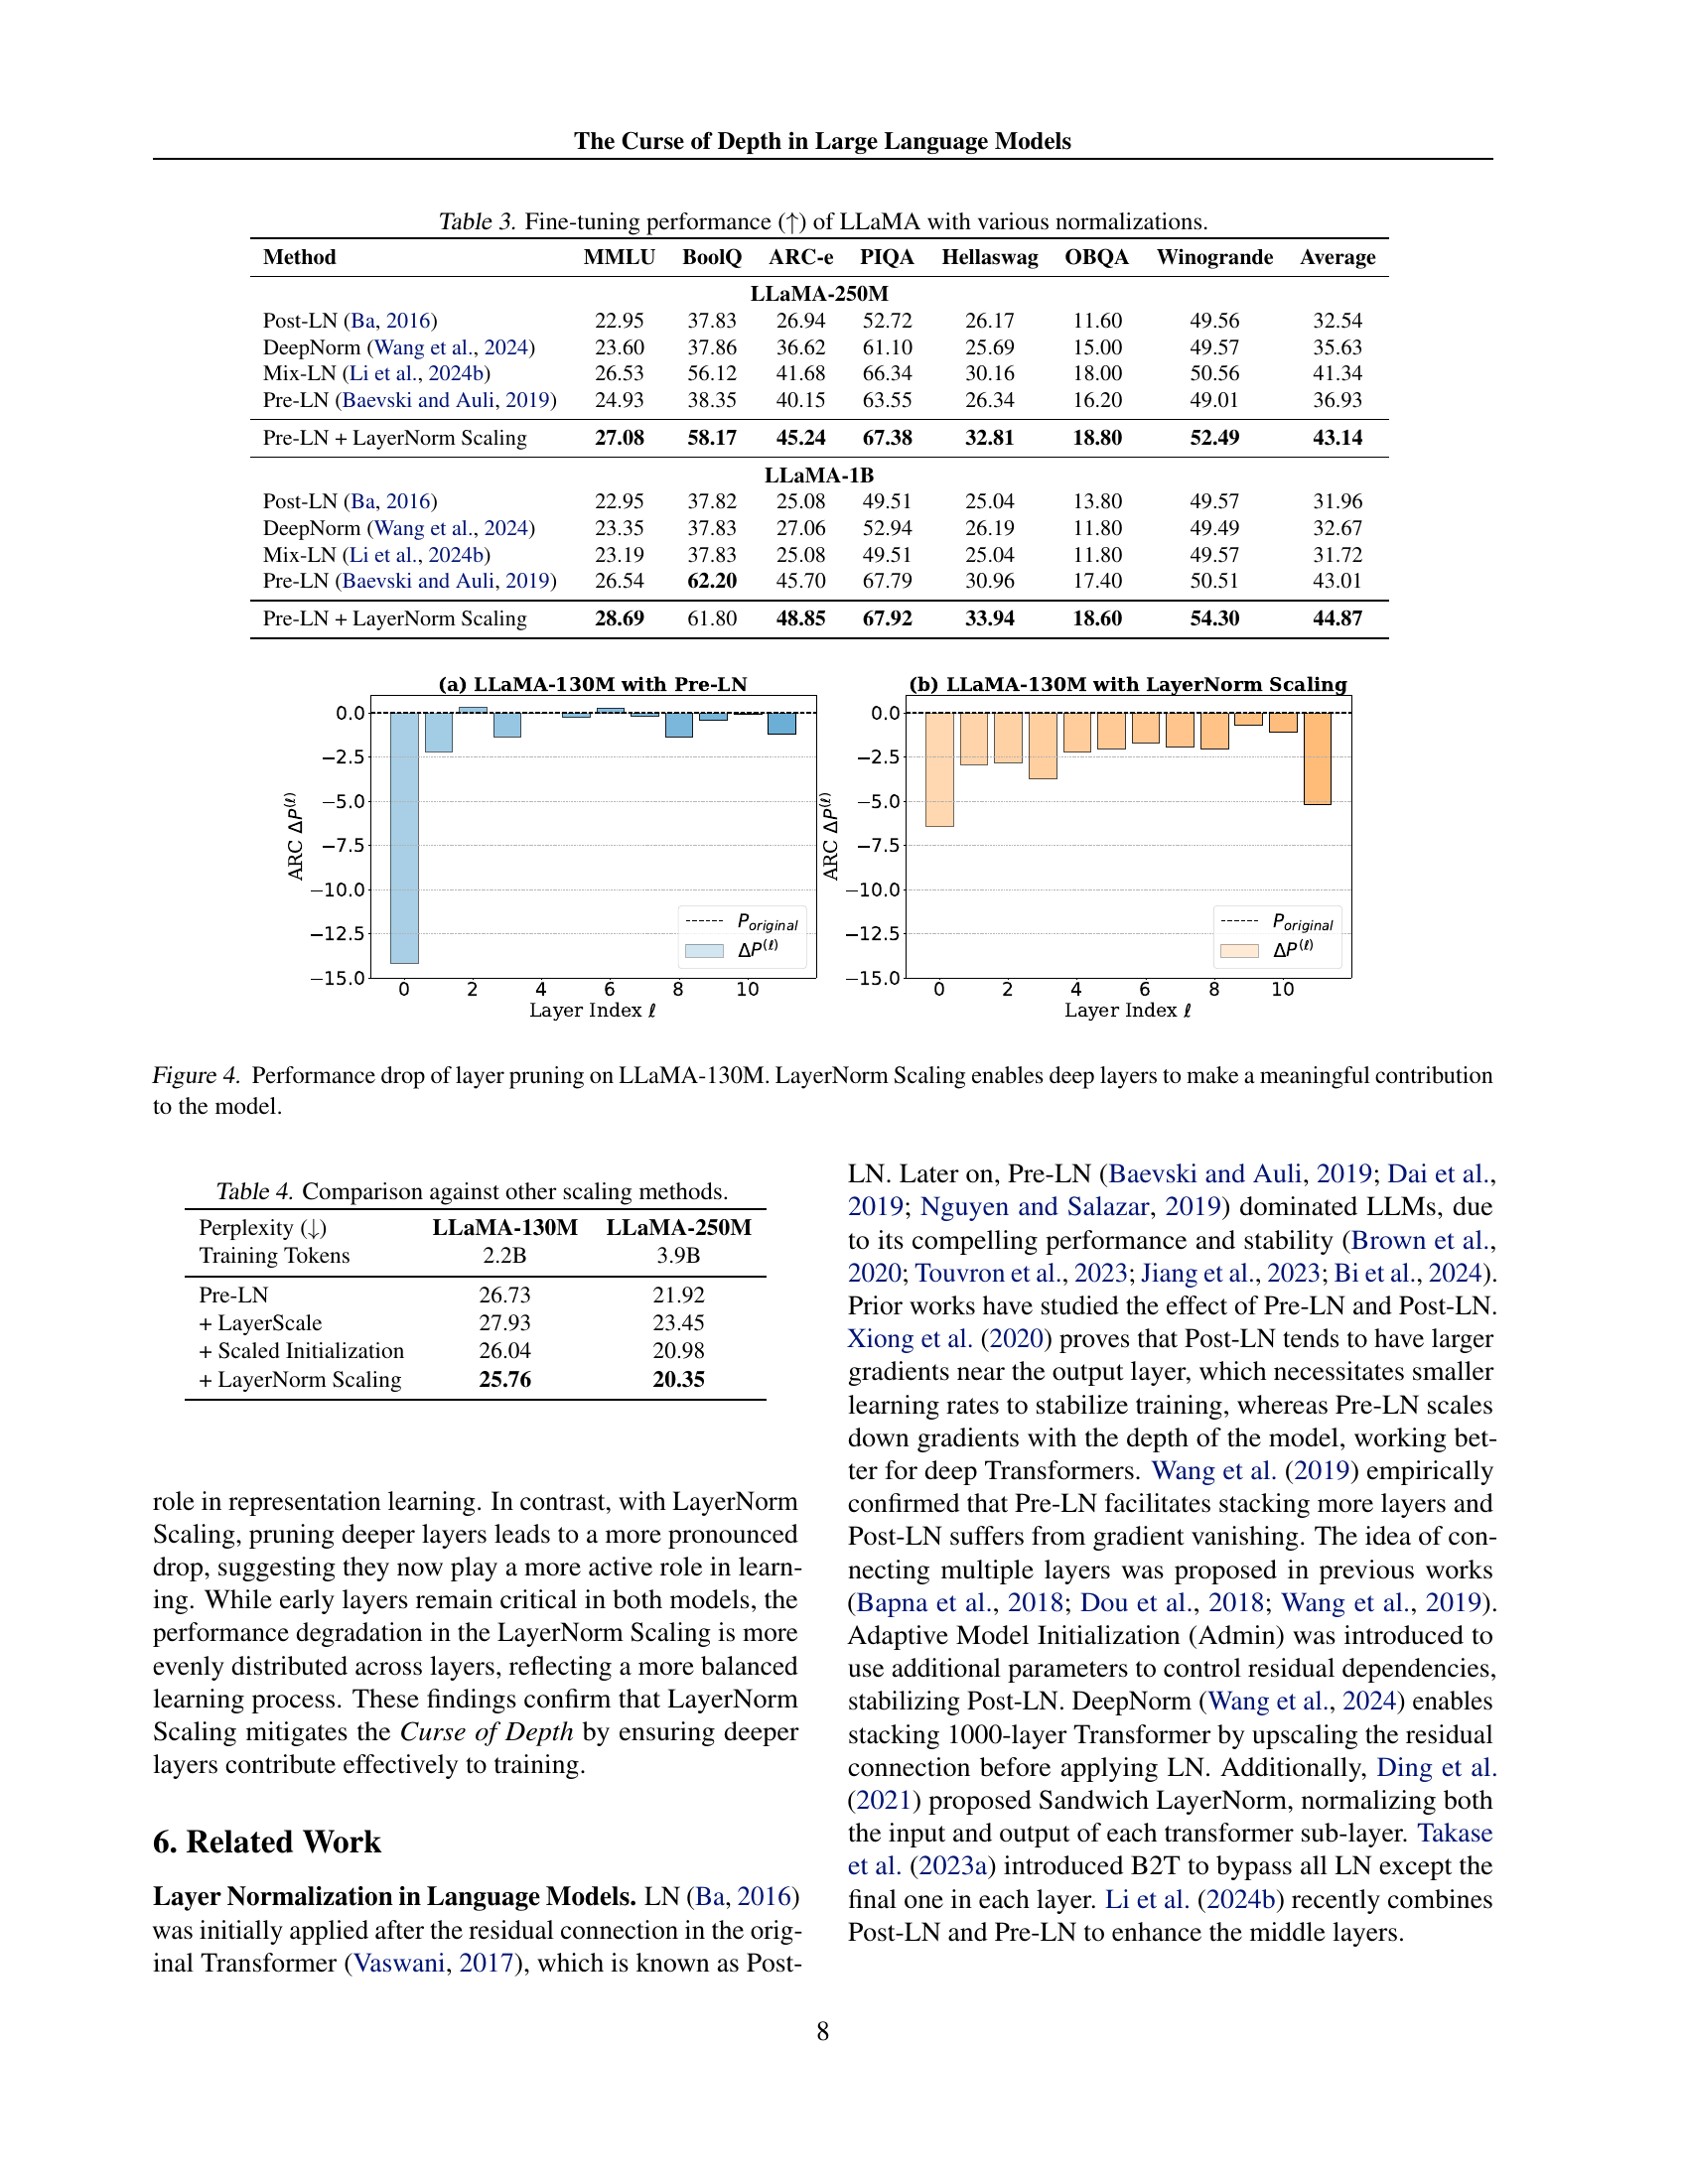 The Curse of Depth in Large Language Models
Table 3. Fine-tuning performance (↑) of LLaMA with various normalizations.
Method MMLU BoolQ ARC-e PIQA Hellaswag OBQA Winogrande Average
LLaMA-250M
Post-LN (Ba, 2016) 22.95 37.83 26.94 52.72 26.17 11.60 49.56 32.54
DeepNorm (Wang et al., 2024) 23.60 37.86 36.62 61.10 25.69 15.00 49.57 35.63
Mix-LN (Li et al., 2024b) 26.53 56.12 41.68 66.34 30.16 18.00 50.56 41.34
Pre-LN (Baevski and Auli, 2019) 24.93 38.35 40.15 63.55 26.34 16.20 49.01 36.93
Pre-LN + LayerNorm Scaling 27.08 58.17 45.24 67.38 32.81 18.80 52.49 43.14
LLaMA-1B
Post-LN (Ba, 2016) 22.95 37.82 25.08 49.51 25.04 13.80 49.57 31.96
DeepNorm (Wang et al., 2024) 23.35 37.83 27.06 52.94 26.19 11.80 49.49 32.67
Mix-LN (Li et al., 2024b) 23.19 37.83 25.08 49.51 25.04 11.80 49.57 31.72
Pre-LN (Baevski and Auli, 2019) 26.54 62.20 45.70 67.79 30.96 17.40 50.51 43.01
Pre-LN + LayerNorm Scaling 28.69 61.80 48.85 67.92 33.94 18.60 54.30 44.87
(a) LLaMA-130M with Pre-LN
0.0
−2.5
−5.0
−7.5
−10.0
−12.5
−15.0
ARC ΔP(ℓ)
P original
ΔP(ℓ)
0 2 4 6 8 10
Layer Index ℓ
(b) LLaMA-130M with LayerNorm Scaling
0.0
−2.5
−5.0
−7.5
−10.0
−12.5
−15.0
ARC ΔP(ℓ)
P original
ΔP(ℓ)
0 2 4 6 8 10
Layer Index ℓ
Figure 4. Performance drop of layer pruning on LLaMA-130M. LayerNorm Scaling enables deep layers to make a meaningful contribution
to the model.
Table 4. Comparison against other scaling methods.
Perplexity (↓) LLaMA-130M LLaMA-250M
Training Tokens 2.2B 3.9B
Pre-LN 26.73 21.92
+ LayerScale 27.93 23.45
+ Scaled Initialization 26.04 20.98
+ LayerNorm Scaling 25.76 20.35
role in representation learning. In contrast, with LayerNorm
Scaling, pruning deeper layers leads to a more pronounced
drop, suggesting they now play a more active role in learn-
ing. While early layers remain critical in both models, the
performance degradation in the LayerNorm Scaling is more
evenly distributed across layers, reflecting a more balanced
learning process. These findings confirm that LayerNorm
Scaling mitigates the Curse of Depth by ensuring deeper
layers contribute effectively to training.
6. Related Work
Layer Normalization in Language Models. LN (Ba, 2016)
was initially applied after the residual connection in the orig-
inal Transformer (Vaswani, 2017), which is known as Post-
LN. Later on, Pre-LN (Baevski and Auli, 2019; Dai et al.,
2019; Nguyen and Salazar, 2019) dominated LLMs, due
to its compelling performance and stability (Brown et al.,
2020; Touvron et al., 2023; Jiang et al., 2023; Bi et al., 2024).
Prior works have studied the effect of Pre-LN and Post-LN.
Xiong et al. (2020) proves that Post-LN tends to have larger
gradients near the output layer, which necessitates smaller
learning rates to stabilize training, whereas Pre-LN scales
down gradients with the depth of the model, working bet-
ter for deep Transformers. Wang et al. (2019) empirically
confirmed that Pre-LN facilitates stacking more layers and
Post-LN suffers from gradient vanishing. The idea of con-
necting multiple layers was proposed in previous works
(Bapna et al., 2018; Dou et al., 2018; Wang et al., 2019).
Adaptive Model Initialization (Admin) was introduced to
use additional parameters to control residual dependencies,
stabilizing Post-LN. DeepNorm (Wang et al., 2024) enables
stacking 1000-layer Transformer by upscaling the residual
connection before applying LN. Additionally, Ding et al.
(2021) proposed Sandwich LayerNorm, normalizing both
the input and output of each transformer sub-layer. Takase
et al. (2023a) introduced B2T to bypass all LN except the
final one in each layer. Li et al. (2024b) recently combines
Post-LN and Pre-LN to enhance the middle layers.
8